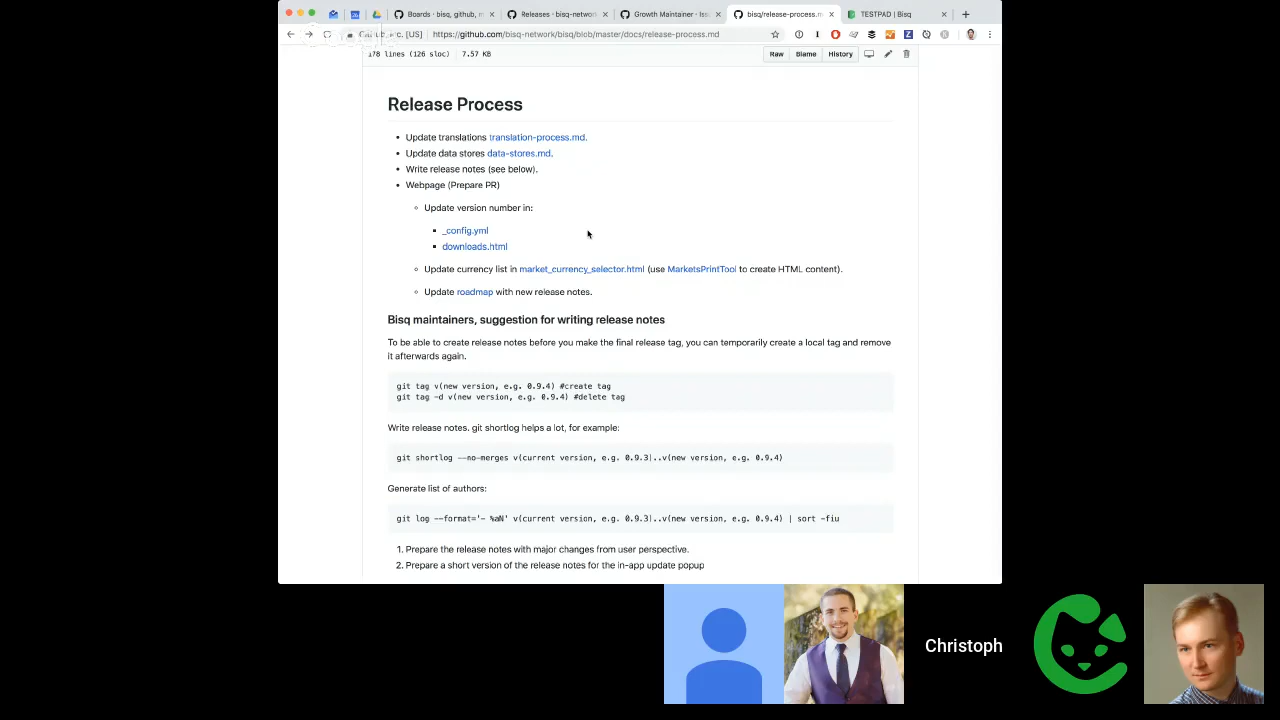 Boards - bisq, github, m
Releases - bisq-networ
Growth Maintainer · Iss
bisq/release-process.m
TESTPAD | Bisq
[US] https://github.com/bisq-network/bisq/blob/master/docs/release-process.md
178 lines (126 sloc) 7.57 KB
Raw Blame History
Release Process
Update translations translation-process.md.
Update data stores data-stores.md.
Write release notes (see below).
Webpage (Prepare PR)
Update version number in:
_config.yml
downloads.html
Update currency list in market_currency_selector.html (use MarketsPrintTool to create HTML content).
Update roadmap with new release notes.
Bisq maintainers, suggestion for writing release notes
To be able to create release notes before you make the final release tag, you can temporarily create a local tag and remove
it afterwards again.
git tag v(new version, e.g. 0.9.4) #create tag
git tag -d v(new version, e.g. 0.9.4) #delete tag
Write release notes. git shortlog helps a lot, for example:
git shortlog --no-merges v(current version, e.g. 0.9.3)..v(new version, e.g. 0.9.4)
Generate list of authors:
git log --format='- %aN' v(current version, e.g. 0.9.3)..v(new version, e.g. 0.9.4) | sort -fiu
1. Prepare the release notes with major changes from user perspective.
2. Prepare a short version of the release notes for the in-app update popup
Christoph